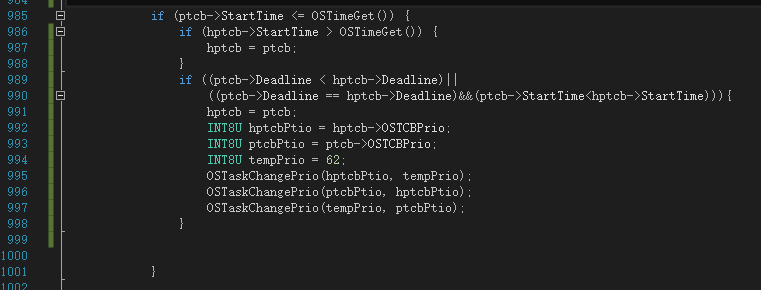 984
985 if (ptcb->StartTime <= OSTimeGet()) {
986 if (hptcb->StartTime > OSTimeGet()) {
987 hptcb = ptcb;
988 }
989 if ((ptcb->Deadline < hptcb->Deadline)||
990 ((ptcb->Deadline == hptcb->Deadline)&&(ptcb->StartTime<hptcb->StartTime))){
991 hptcb = ptcb;
992 INT8U hptcbPtio = hptcb->OSTCBPrio;
993 INT8U ptcbPtio = ptcb->OSTCBPrio;
994 INT8U tempPrio = 62;
995 OSTaskChangePrio(hptcbPtio, tempPrio);
996 OSTaskChangePrio(ptcbPtio, hptcbPtio);
997 OSTaskChangePrio(tempPrio, ptcbPtio);
998 }
999
1000
1001 }
1002